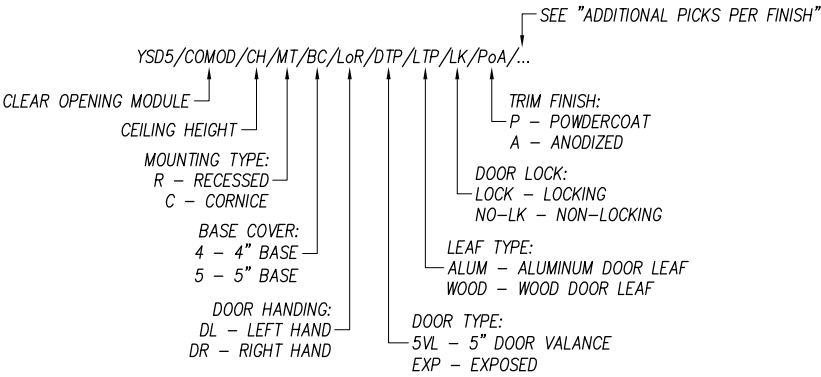 SEE "ADDITIONAL PICKS PER FINISH"
YSD5/COMOD/CH/MT/BC/LoR/DTP/LTP/LK/PoA/...
CLEAR OPENING MODULE
CEILING HEIGHT
MOUNTING TYPE:
R – RECESSED
C – CORNICE
BASE COVER:
4 – 4" BASE
5 – 5" BASE
DOOR HANDING:
DL – LEFT HAND
DR – RIGHT HAND
DOOR TYPE:
5VL – 5" DOOR VALANCE
EXP – EXPOSED
LEAF TYPE:
ALUM – ALUMINUM DOOR LEAF
WOOD – WOOD DOOR LEAF
DOOR LOCK:
LOCK – LOCKING
NO-LK – NON-LOCKING
TRIM FINISH:
P – POWDERCOAT
A – ANODIZED